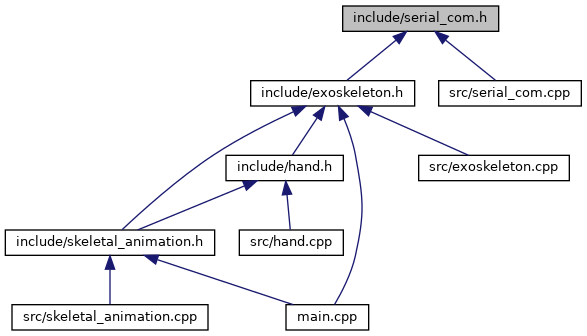 include/serial_com.h
include/exoskeleton.h
src/serial_com.cpp
include/hand.h
src/exoskeleton.cpp
include/skeletal_animation.h
src/hand.cpp
src/skeletal_animation.cpp
main.cpp